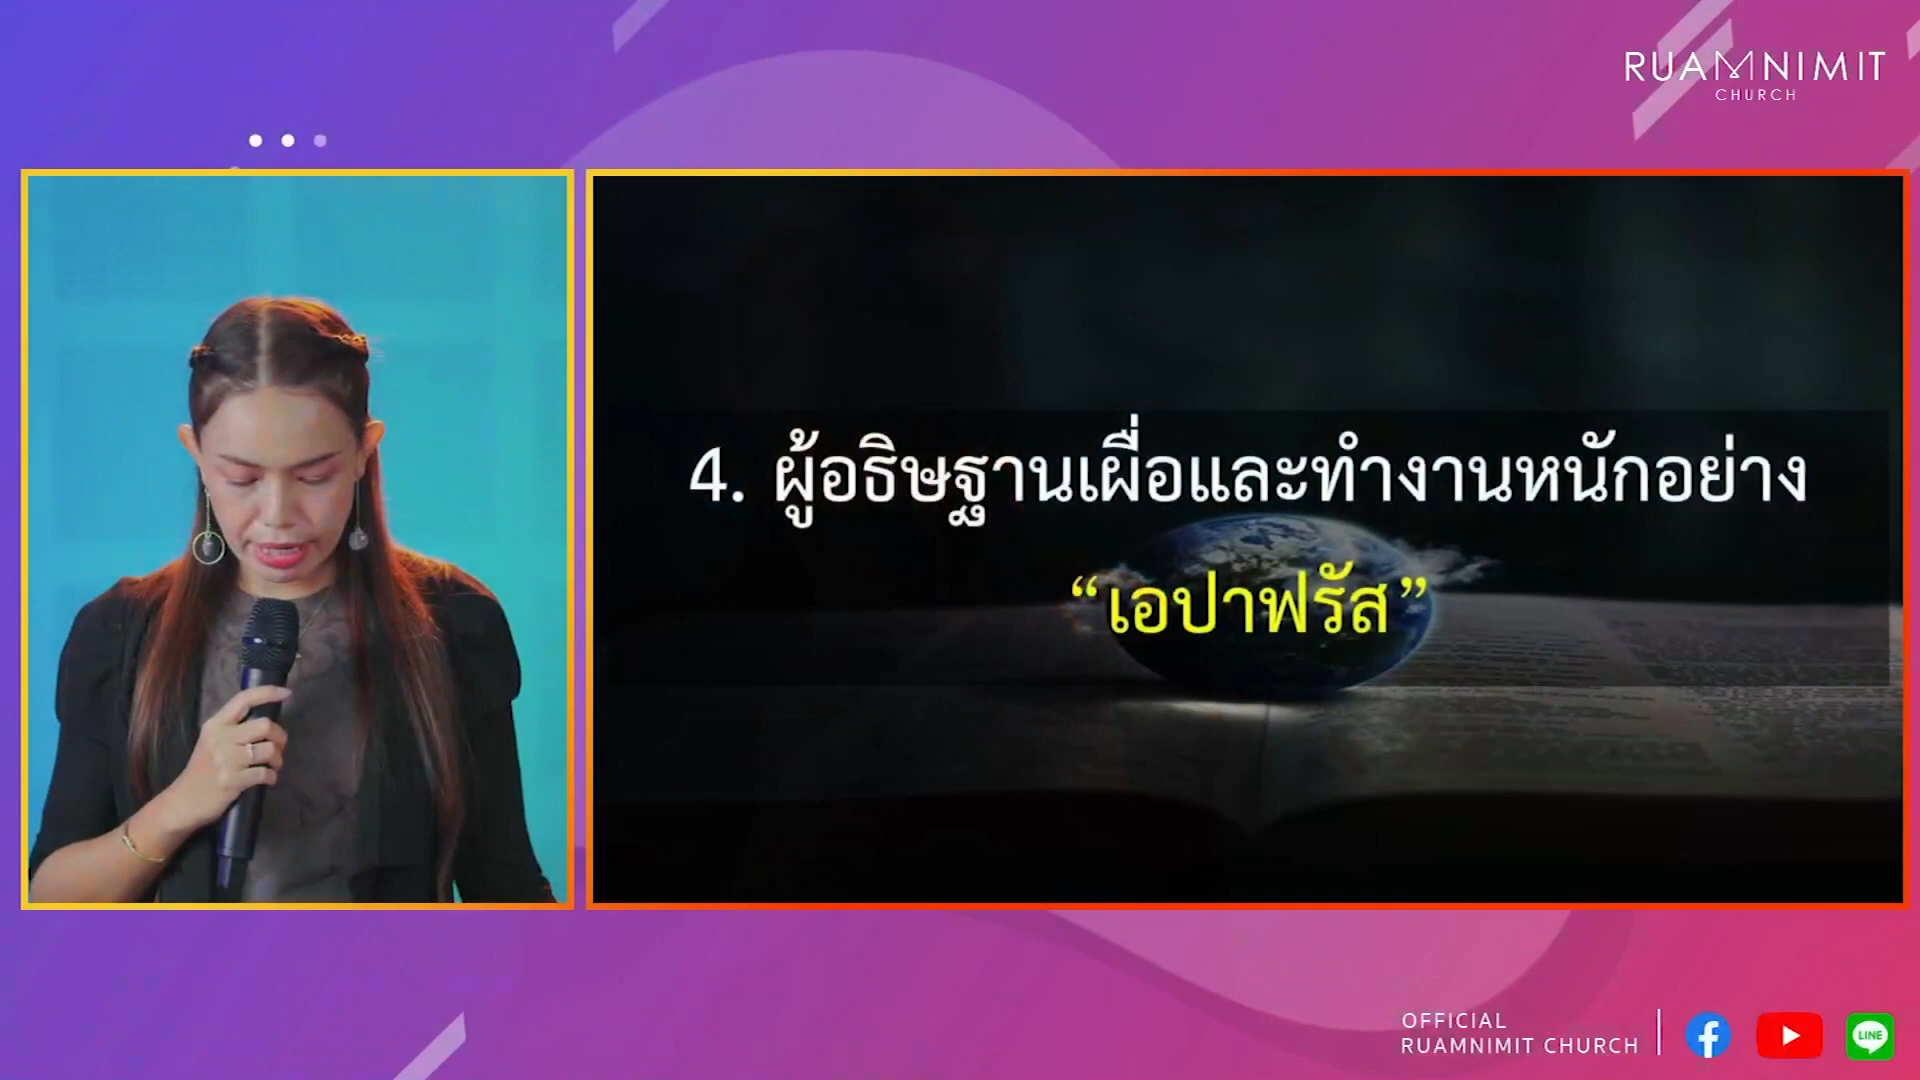 RUAMNIMIT
CHURCH
4. ผู้อธิษฐานเผื่อและทำงานหนักอย่าง
“เอปาฟรัส”
OFFICIAL
RUAMNIMIT CHURCH
LINE